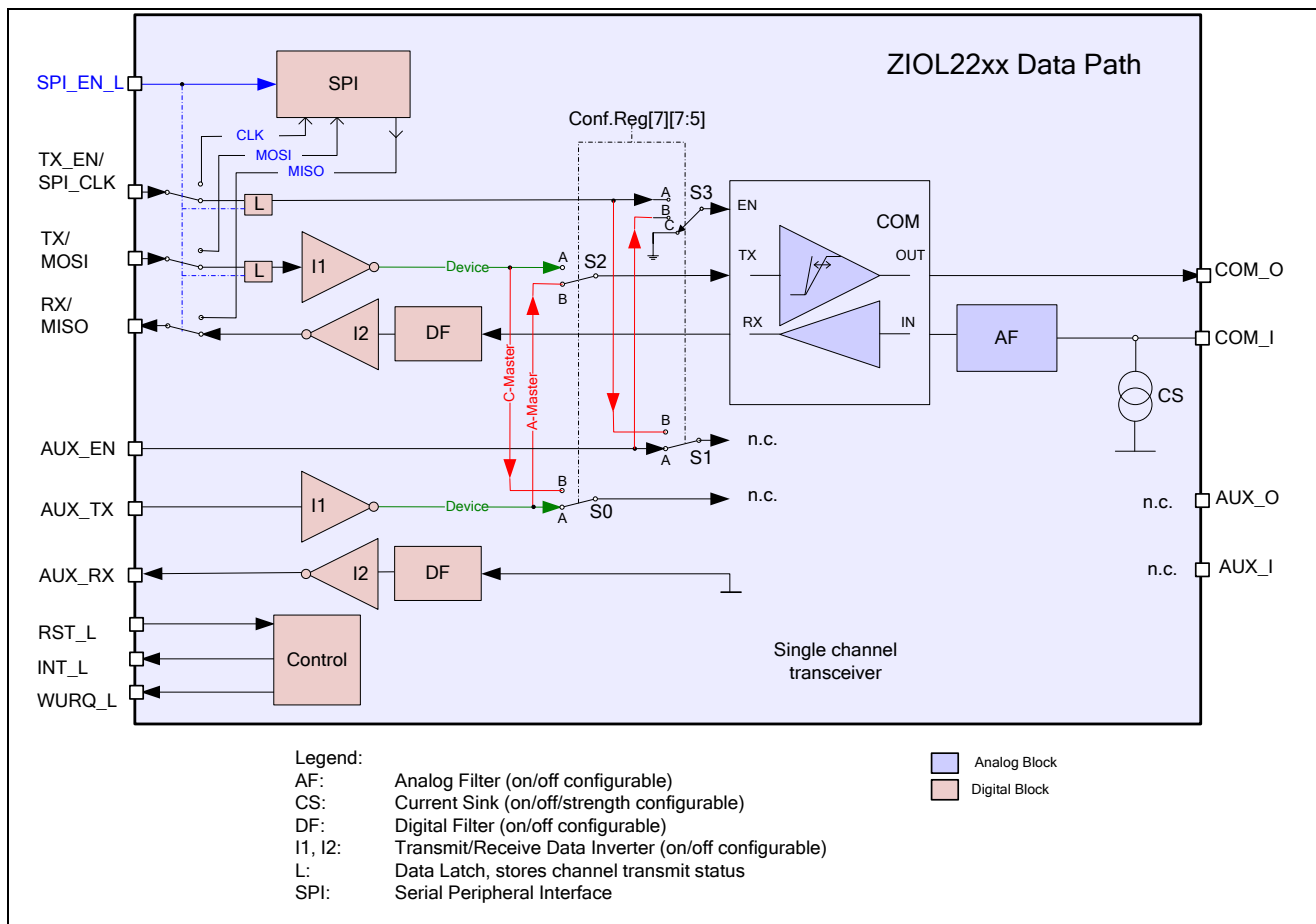 ZIOL22xx Data Path
SPI_EN_L
SPI
Conf.Reg[7][7:5]
CLK
MOSI
MISO
TX_EN/
SPI_CLK
L
A
B
C
S3
EN
COM
TX/
MOSI
L
I1
Device
A
B
S2
TX
OUT
COM_O
RX/
MISO
I2
DF
RX
IN
AF
COM_I
CS
C-Master
A-Master
AUX_EN
B
A
S1
n.c.
AUX_TX
I1
Device
B
A
S0
n.c.
n.c.
AUX_O
AUX_RX
I2
DF
n.c.
AUX_I
RST_L
INT_L
WURQ_L
Control
Single channel
transceiver
Legend:
AF: Analog Filter (on/off configurable)
CS: Current Sink (on/off/strength configurable)
DF: Digital Filter (on/off configurable)
I1, I2: Transmit/Receive Data Inverter (on/off configurable)
L: Data Latch, stores channel transmit status
SPI: Serial Peripheral Interface
Analog Block
Digital Block